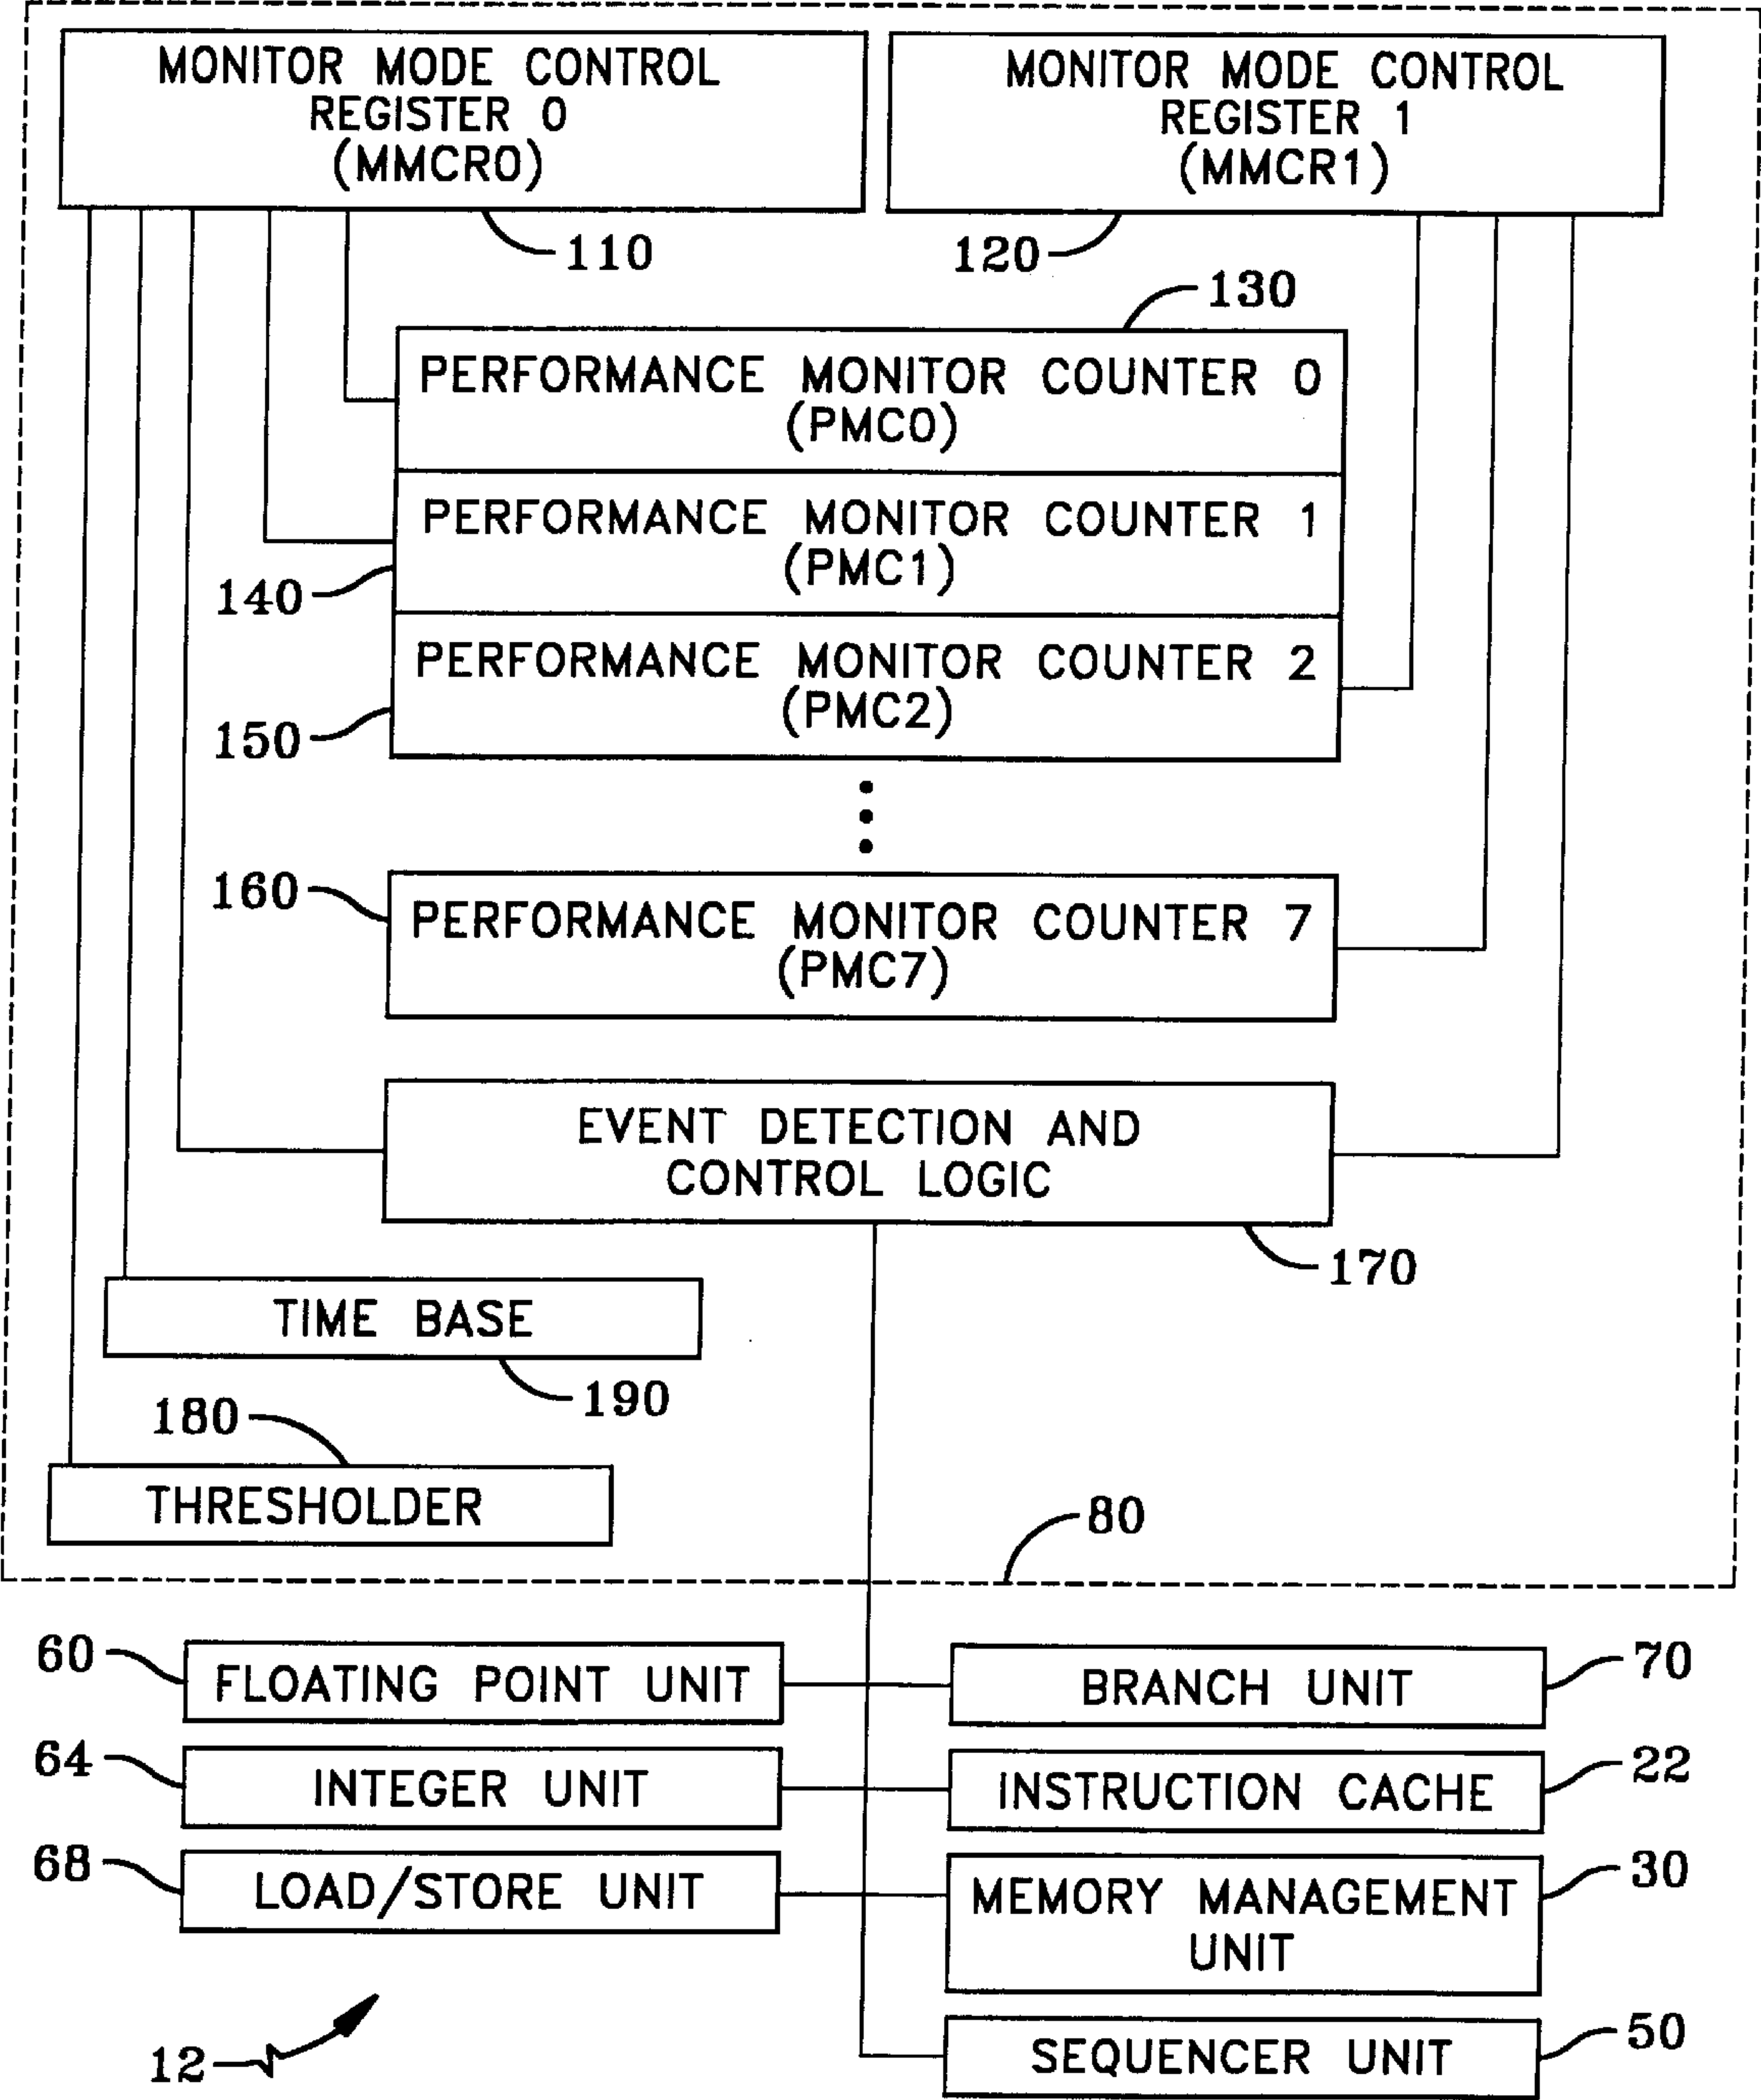 MONITOR MODE CONTROL
REGISTER 0
(MMCR0)
MONITOR MODE CONTROL
REGISTER 1
(MMCR1)
110
120
130
PERFORMANCE MONITOR COUNTER 0
(PMC0)
PERFORMANCE MONITOR COUNTER 1
(PMC1)
140
PERFORMANCE MONITOR COUNTER 2
(PMC2)
150
160
PERFORMANCE MONITOR COUNTER 7
(PMC7)
EVENT DETECTION AND
CONTROL LOGIC
170
TIME BASE
190
180
THRESHOLDER
80
60
FLOATING POINT UNIT
BRANCH UNIT
70
64
INTEGER UNIT
INSTRUCTION CACHE
22
68
LOAD/STORE UNIT
MEMORY MANAGEMENT
UNIT
30
12
SEQUENCER UNIT
50